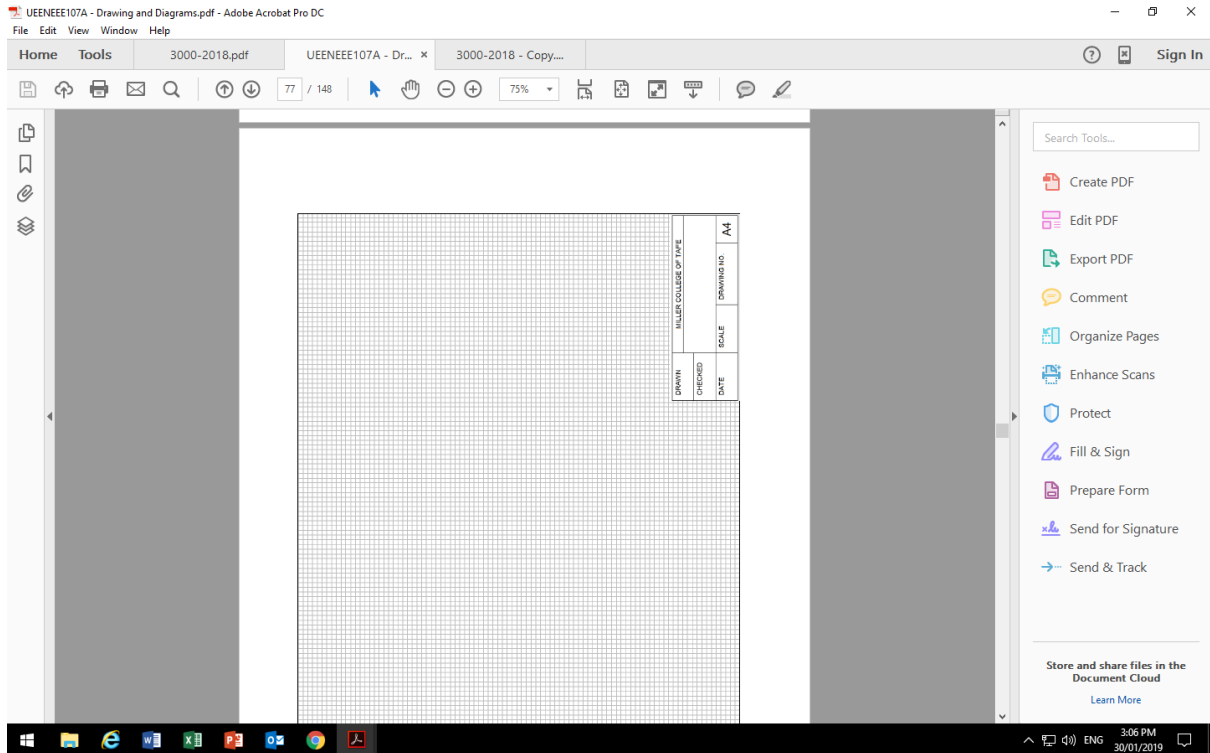 UEENEEE107A - Drawing and Diagrams.pdf - Adobe Acrobat Pro DC
File Edit View Window Help
Home Tools 3000-2018.pdf UEENEEE107A - Dr... × 3000-2018 - Copy.... Sign In
77 / 148 75%
Search Tools...
Create PDF
Edit PDF
Export PDF
Comment
Organize Pages
Enhance Scans
Protect
Fill & Sign
Prepare Form
Send for Signature
Send & Track
Store and share files in the
Document Cloud
Learn More
DRAWN
MILLER COLLEGE OF TAFE
CHECKED
DATE
SCALE
DRAWING NO.
A4
ENG
3:06 PM
30/01/2019